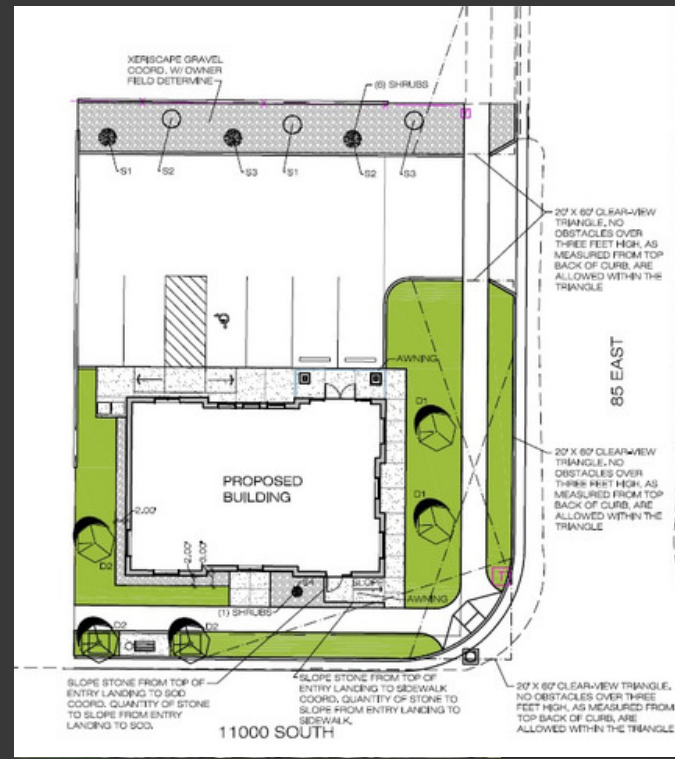 XERISCAPE GRAVEL
COORD. W/ OWNER
FIELD DETERMINE
(6) SHRUBS
S1
S2
S3
S1
S2
S3
20' X 60' CLEAR-VIEW
TRIANGLE, NO
OBSTACLES OVER
THREE FEET HIGH, AS
MEASURED FROM TOP
BACK OF CURB, ARE
ALLOWED WITHIN THE
TRIANGLE
85 EAST
AWNING
D1
20' X 60' CLEAR-VIEW
TRIANGLE, NO
OBSTACLES OVER
THREE FEET HIGH, AS
MEASURED FROM TOP
BACK OF CURB, ARE
ALLOWED WITHIN THE
TRIANGLE
PROPOSED
BUILDING
D1
2.00'
D2
2.00'
3.00'
S4
SLOPE
T
(1) SHRUBS
AWNING
D2
D2
SLOPE STONE FROM TOP OF
ENTRY LANDING TO SOD
COORD. QUANTITY OF STONE
TO SLOPE FROM ENTRY
LANDING TO SOD.
SLOPE STONE FROM TOP OF
ENTRY LANDING TO SIDEWALK
COORD. QUANTITY OF STONE TO
SLOPE FROM ENTRY LANDING TO
SIDEWALK.
20' X 60' CLEAR-VIEW TRIANGLE,
NO OBSTACLES OVER THREE
FEET HIGH, AS MEASURED FROM
TOP BACK OF CURB, ARE
ALLOWED WITHIN THE TRIANGLE
11000 SOUTH